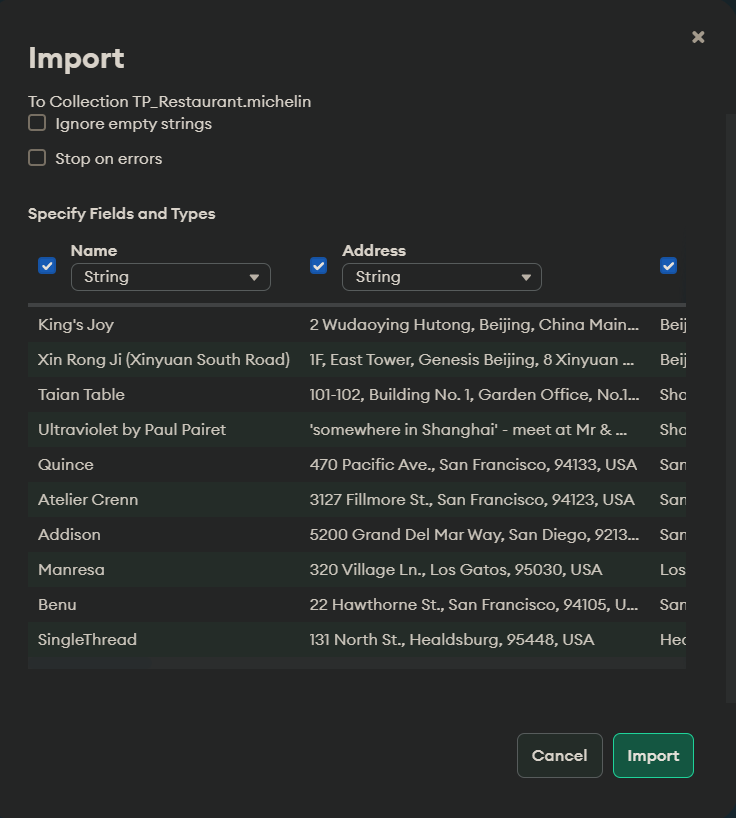 Import
To Collection TP_Restaurant.michelin
Ignore empty strings
Stop on errors
Specify Fields and Types
Name Address
String String
King's Joy 2 Wudaoying Hutong, Beijing, China Main... Beij
Xin Rong Ji (Xinyuan South Road) 1F, East Tower, Genesis Beijing, 8 Xinyuan ... Beij
Taian Table 101-102, Building No. 1, Garden Office, No.1... Sha
Ultraviolet by Paul Pairet 'somewhere in Shanghai' - meet at Mr & ... Sha
Quince 470 Pacific Ave., San Francisco, 94133, USA San
Atelier Crenn 3127 Fillmore St., San Francisco, 94123, USA San
Addison 5200 Grand Del Mar Way, San Diego, 9213... San
Manresa 320 Village Ln., Los Gatos, 95030, USA Los
Benu 22 Hawthorne St., San Francisco, 94105, U... San
SingleThread 131 North St., Healdsburg, 95448, USA Hea
Cancel Import